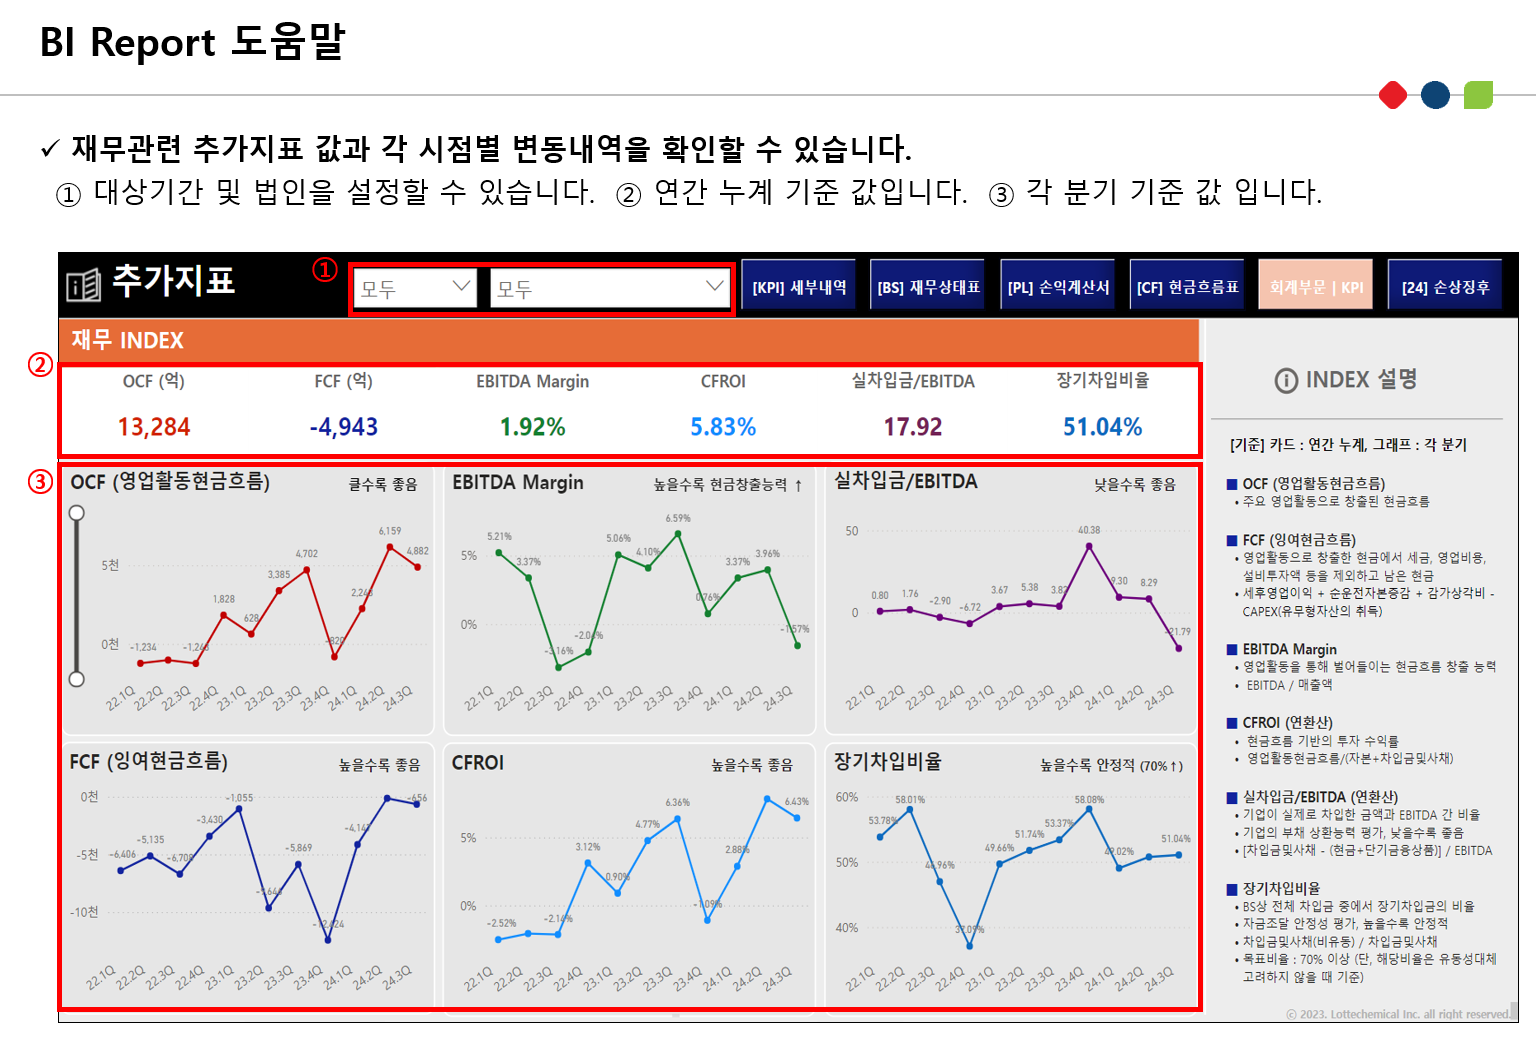 BI Report 도움말
✓ 재무관련 추가지표 값과 각 시점별 변동내역을 확인할 수 있습니다.
① 대상기간 및 법인을 설정할 수 있습니다. ② 연간 누계 기준 값입니다. ③ 각 분기 기준 값 입니다.
추가지표
①
모두
모두
[KPI] 세부내역
[BS] 재무상태표
[PL] 손익계산서
[CF] 현금흐름표
회계부문 | KPI
[24] 손상징후
재무 INDEX
②
OCF (억) FCF (억) EBITDA Margin CFROI 실차입금/EBITDA 장기차입비율
13,284 -4,943 1.92% 5.83% 17.92 51.04%
③
OCF (영업활동현금흐름) 클수록 좋음
5천
0천
-1,234
1,828
628
3,385
4,702
-820
6,159
4,882
22.1Q 22.2Q 22.3Q 22.4Q 23.1Q 23.2Q 23.3Q 23.4Q 24.1Q 24.2Q 24.3Q
EBITDA Margin 높을수록 현금창출능력 ↑
5%
0%
5.21%
3.37%
-3.16%
-2.04%
5.06%
4.10%
6.59%
0.76%
3.37%
3.96%
-1.57%
22.1Q 22.2Q 22.3Q 22.4Q 23.1Q 23.2Q 23.3Q 23.4Q 24.1Q 24.2Q 24.3Q
실차입금/EBITDA 낮을수록 좋음
50
0
0.80
1.76
-2.90
-6.72
3.67
5.38
40.38
9.30
8.29
-21.79
22.1Q 22.2Q 22.3Q 22.4Q 23.1Q 23.2Q 23.3Q 23.4Q 24.1Q 24.2Q 24.3Q
FCF (잉여현금흐름) 높을수록 좋음
0천
-5천
-10천
-6,406
-5,135
-3,430
-1,055
-5,869
-12,424
-656
22.1Q 22.2Q 22.3Q 22.4Q 23.1Q 23.2Q 23.3Q 23.4Q 24.1Q 24.2Q 24.3Q
CFROI 높을수록 좋음
5%
0%
-2.52%
-2.14%
3.12%
0.90%
4.77%
6.36%
-1.09%
2.88%
6.43%
22.1Q 22.2Q 22.3Q 22.4Q 23.1Q 23.2Q 23.3Q 23.4Q 24.1Q 24.2Q 24.3Q
장기차입비율 높을수록 안정적 (70%↑)
60%
50%
40%
53.78%
58.01%
46.96%
37.09%
49.66%
51.74%
53.37%
58.08%
49.02%
51.04%
22.1Q 22.2Q 22.3Q 22.4Q 23.1Q 23.2Q 23.3Q 23.4Q 24.1Q 24.2Q 24.3Q
INDEX 설명
[기준] 카드 : 연간 누계, 그래프 : 각 분기
■ OCF (영업활동현금흐름)
• 주요 영업활동으로 창출된 현금흐름
■ FCF (잉여현금흐름)
• 영업활동으로 창출한 현금에서 세금, 영업비용,
설비투자액 등을 제외하고 남은 현금
• 세후영업이익 + 순운전자본증감 + 감가상각비 -
CAPEX(유무형자산의 취득)
■ EBITDA Margin
• 영업활동을 통해 벌어들이는 현금흐름 창출 능력
• EBITDA / 매출액
■ CFROI (연환산)
• 현금흐름 기반의 투자 수익률
• 영업활동현금흐름/(자본+차입금및사채)
■ 실차입금/EBITDA (연환산)
• 기업이 실제로 차입한 금액과 EBITDA 간 비율
• 기업의 부채 상환능력 평가, 낮을수록 좋음
• [차입금및사채 - (현금+단기금융상품)] / EBITDA
■ 장기차입비율
• BS상 전체 차입금 중에서 장기차입금의 비율
• 자금조달 안정성 평가, 높을수록 안정적
• 차입금및사채(비유동) / 차입금및사채
• 목표비율 : 70% 이상 (단, 해당비율은 유동성대체
고려하지 않을 때 기준)
© 2023. Lottechemical Inc. all right reserved.